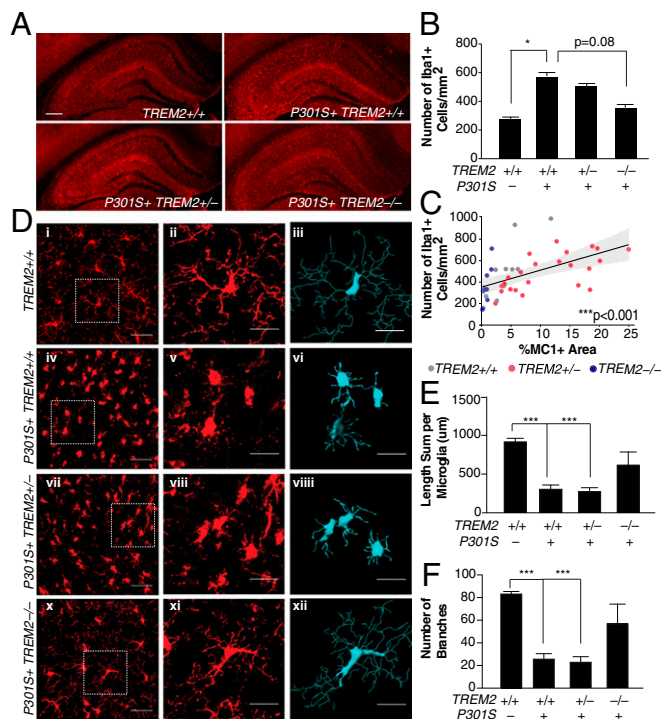 A
TREM2+/+
P301S+ TREM2+/+
P301S+ TREM2+/–
P301S+ TREM2–/–
B
Number of Iba1+
Cells/mm2
800
600
400
200
0
*
p=0.08
TREM2 +/+ +/+ +/– –/–
P301S – + + +
C
Number of Iba1+
Cells/mm2
1000
800
600
400
200
0
0 5 10 15 20 25
***p<0.001
%MC1+ Area
TREM2+/+ TREM2+/– TREM2–/–
D
TREM2+/+
i ii iii
P301S+ TREM2+/+
iv v vi
P301S+ TREM2+/–
vii viii viiii
P301S+ TREM2–/–
x xi xii
E
Length Sum per
Microglia (um)
1500
1000
500
0
*** ***
TREM2 +/+ +/+ +/– –/–
P301S – + + +
F
Number of
Branches
100
80
60
40
20
0
*** ***
TREM2 +/+ +/+ +/– –/–
P301S – + + +